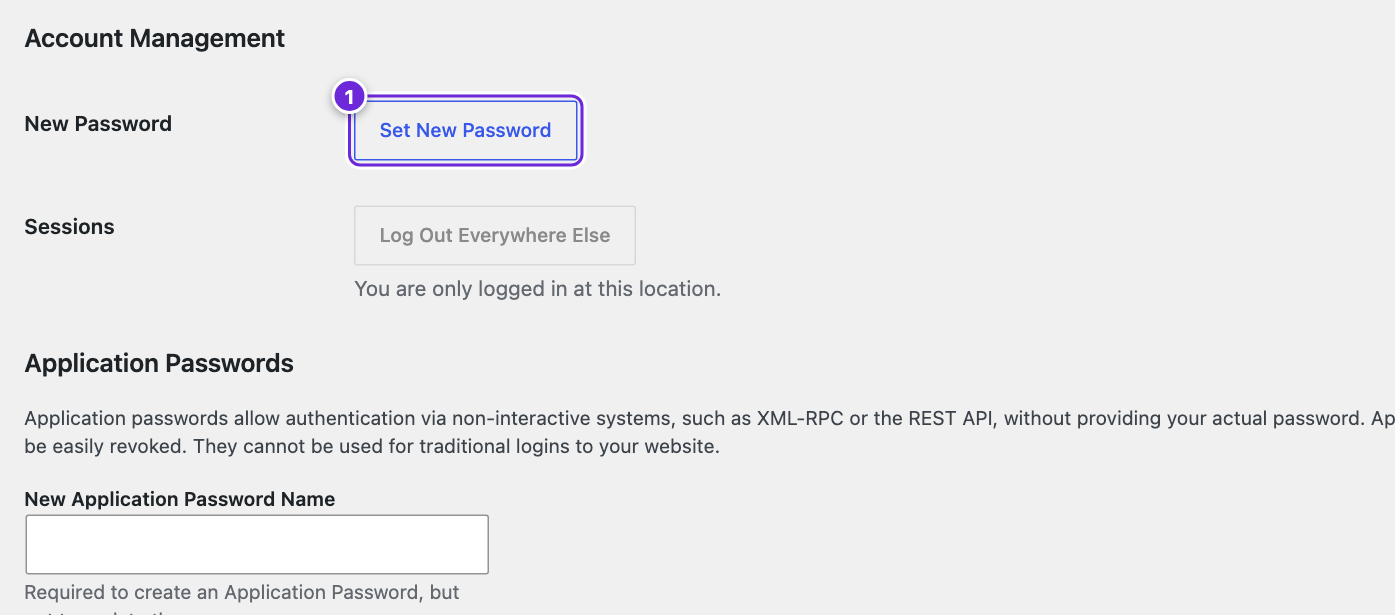 Account Management
1
New Password
Set New Password
Sessions
Log Out Everywhere Else
You are only logged in at this location.
Application Passwords
Application passwords allow authentication via non-interactive systems, such as XML-RPC or the REST API, without providing your actual password. Ap
be easily revoked. They cannot be used for traditional logins to your website.
New Application Password Name
Required to create an Application Password, but